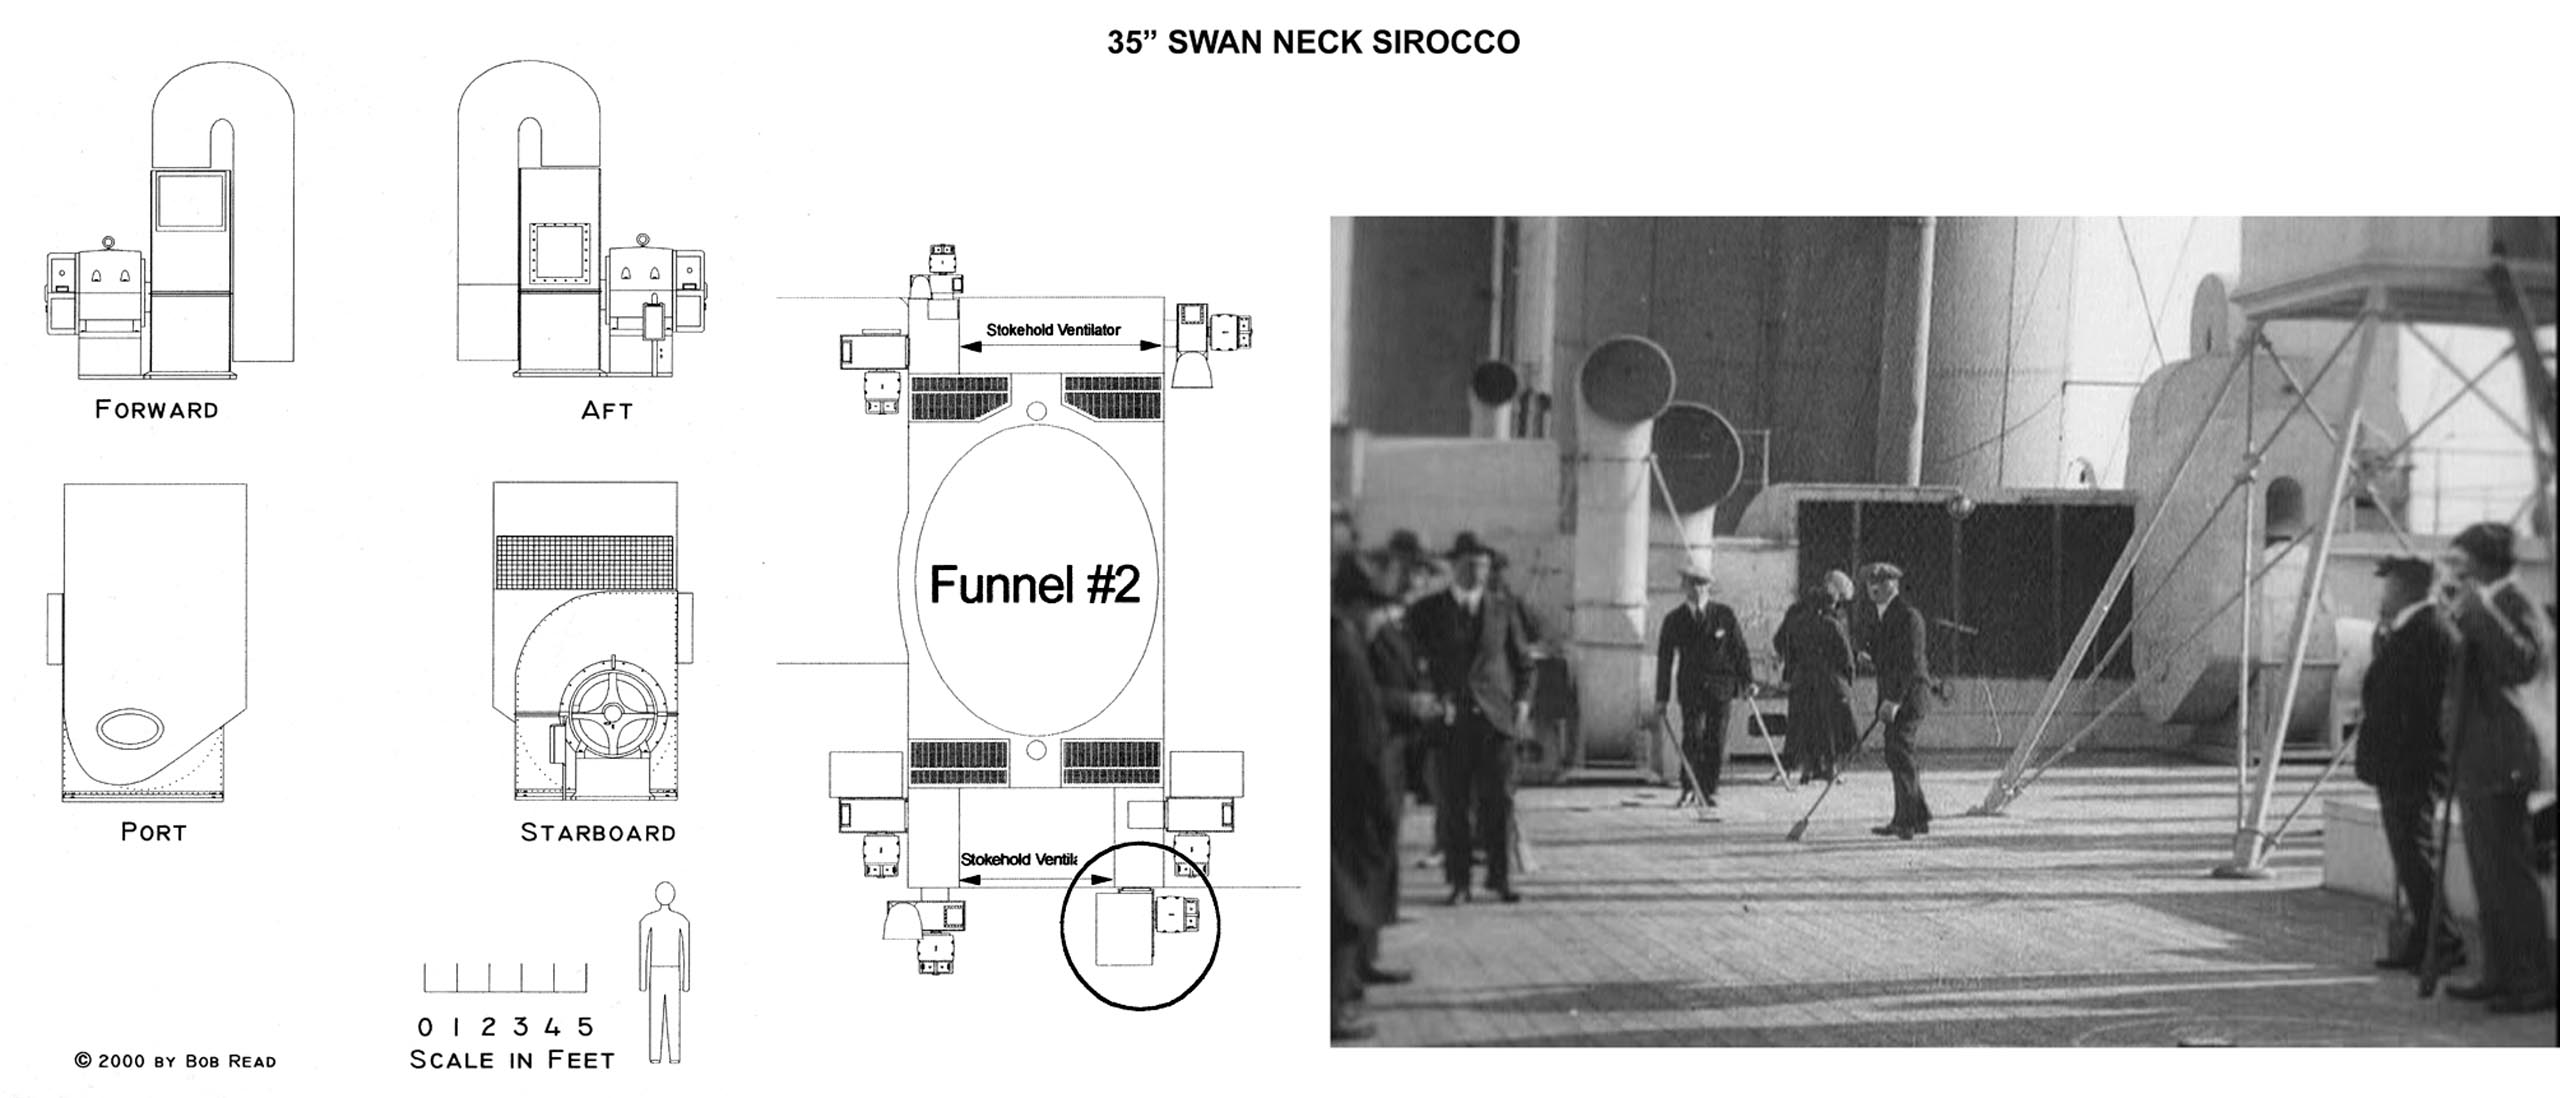 35” SWAN NECK SIROCCO
FORWARD
AFT
PORT
STARBOARD
0 1 2 3 4 5
SCALE IN FEET
© 2000 BY BOB READ
Stokehold Ventilator
Funnel #2
Stokehold Ventila